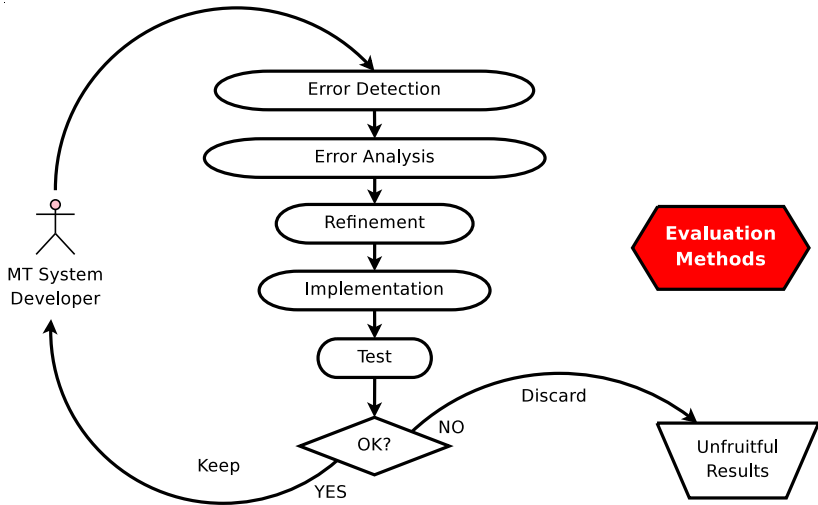 Error Detection
Error Analysis
Refinement
Implementation
Test
OK?
MT System
Developer
Evaluation
Methods
Discard
NO
Unfruitful
Results
Keep
YES